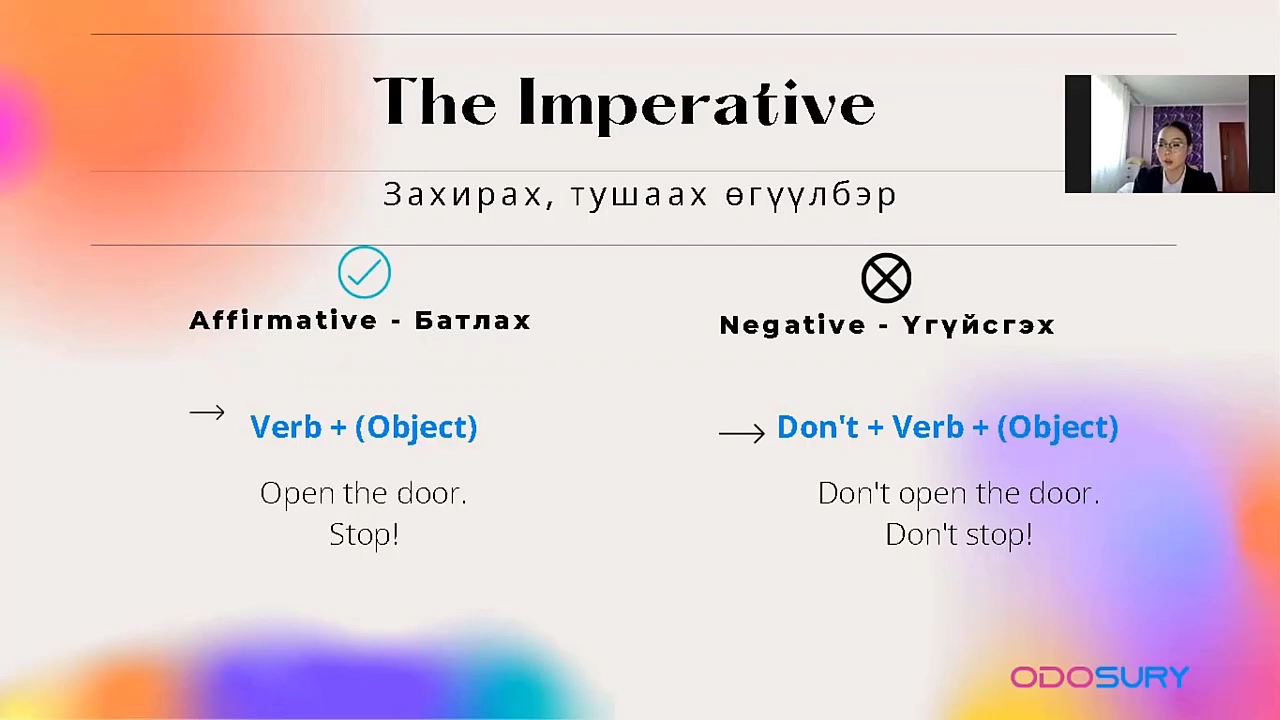 The Imperative
Захирах, тушаах өгүүлбэр
Affirmative - Батлах
Negative - Үгүйсгэх
Verb + (Object)
Don't + Verb + (Object)
Open the door.
Stop!
Don't open the door.
Don't stop!
ODOSURY